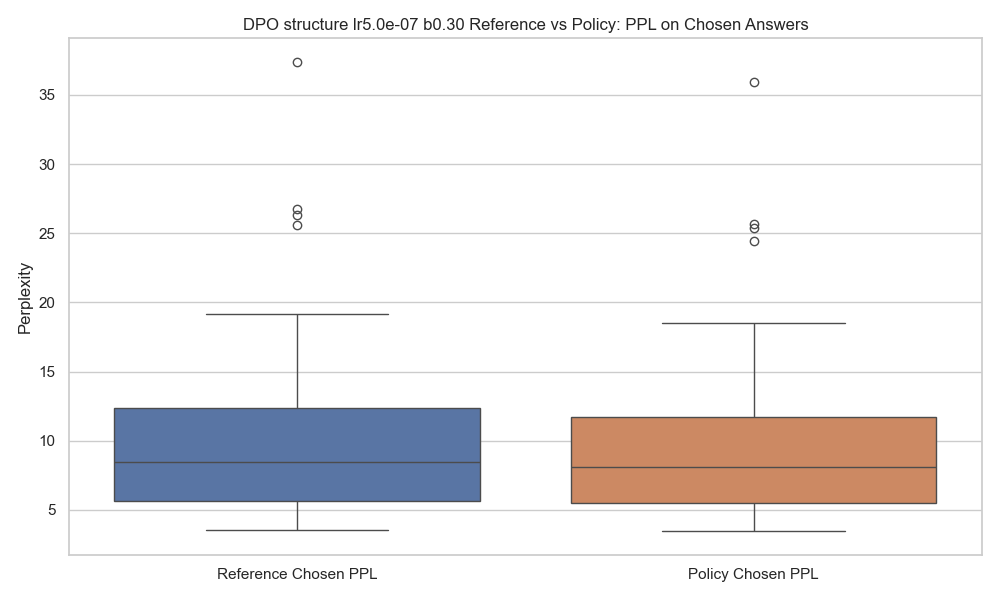 DPO structure lr5.0e-07 b0.30 Reference vs Policy: PPL on Chosen Answers
Perplexity
35
30
25
20
15
10
5
Reference Chosen PPL
Policy Chosen PPL